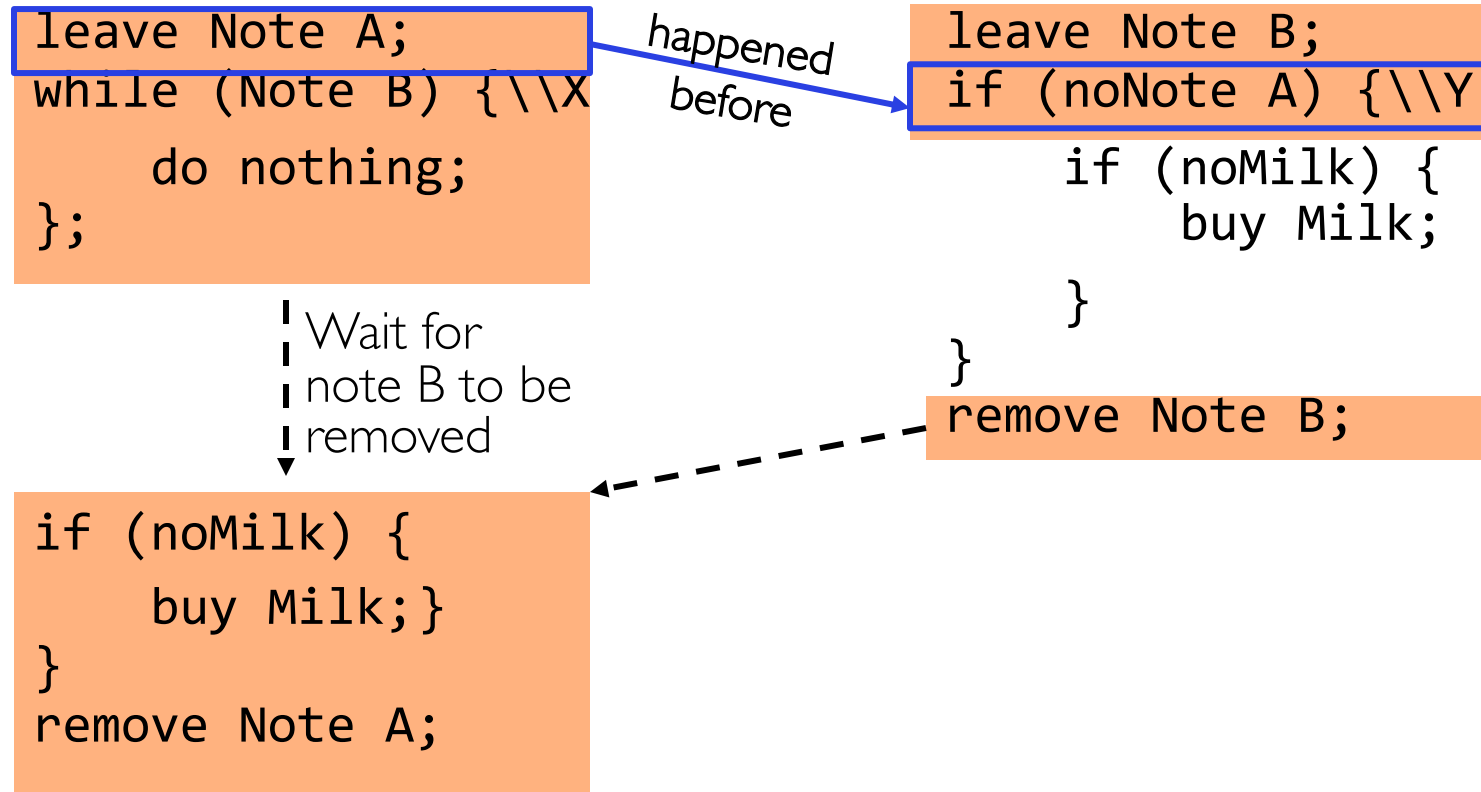 leave Note A;
while (Note B) {\\X
do nothing;
};
happened
before
leave Note B;
if (noNote A) {\\Y
if (noMilk) {
buy Milk;
}
}
remove Note B;
Wait for
note B to be
removed
if (noMilk) {
buy Milk;}
}
remove Note A;